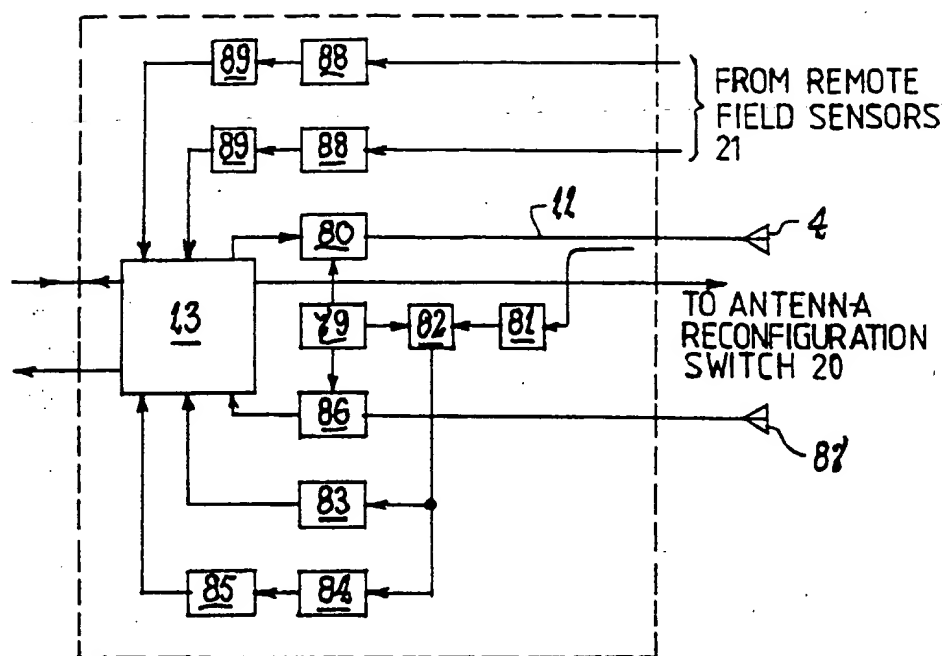 89 88
FROM REMOTE
FIELD SENSORS
21
89 88
80
11
4
13
79
82
81
TO ANTENNA
RECONFIGURATION
SWITCH 20
86
87
83
85 84